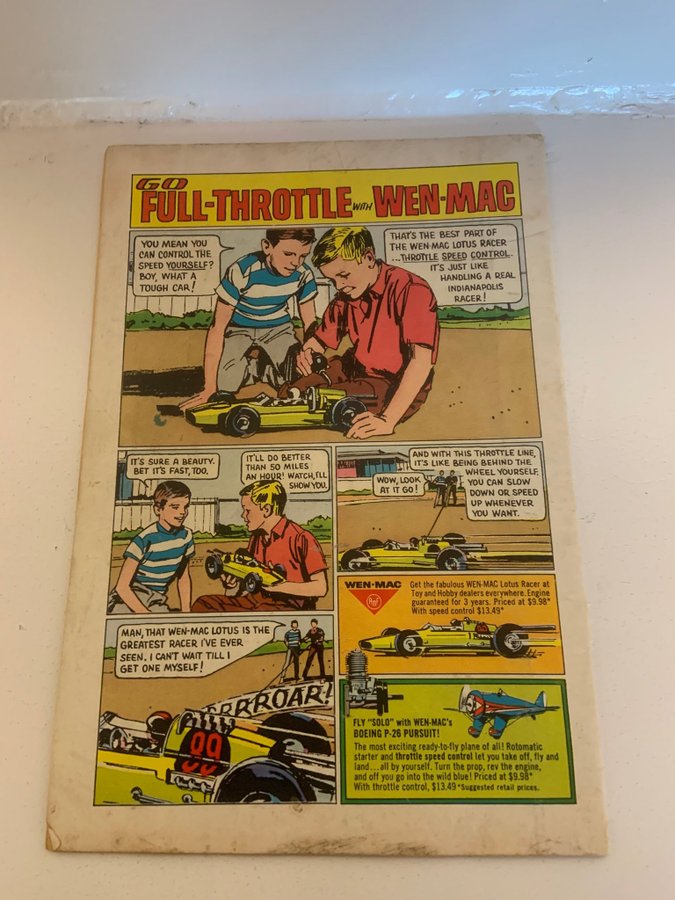 GO
FULL-THROTTLE WITH WEN-MAC
YOU MEAN YOU
CAN CONTROL THE
SPEED YOURSELF?
BOY, WHAT A
TOUGH CAR!
THAT'S THE BEST PART OF
THE WEN-MAC LOTUS RACER
...THROTTLE SPEED CONTROL.
IT'S JUST LIKE
HANDLING A REAL
INDIANAPOLIS
RACER!
IT'S SURE A BEAUTY.
BET IT'S FAST, TOO.
IT'LL DO BETTER
THAN 50 MILES
AN HOUR! WATCH, I'LL
SHOW YOU.
WOW, LOOK
AT IT GO!
AND WITH THIS THROTTLE LINE,
IT'S LIKE BEING BEHIND THE
WHEEL YOURSELF.
YOU CAN SLOW
DOWN OR SPEED
UP WHENEVER
YOU WANT.
MAN, THAT WEN-MAC LOTUS IS THE
GREATEST RACER I'VE EVER
SEEN. I CAN'T WAIT TILL I
GET ONE MYSELF!
RRRROAR!
99
WEN-MAC
AMF
Get the fabulous WEN-MAC Lotus Racer at
Toy and Hobby dealers everywhere. Engine
guaranteed for 3 years. Priced at $9.98*
With speed control $13.49*
FLY "SOLO" with WEN-MAC's
BOEING P-26 PURSUIT!
The most exciting ready-to-fly plane of all! Rotomatic
starter and throttle speed control let you take off, fly and
land...all by yourself. Turn the prop, rev the engine,
and off you go into the wild blue! Priced at $9.98*
With throttle control, $13.49 *Suggested retail prices.